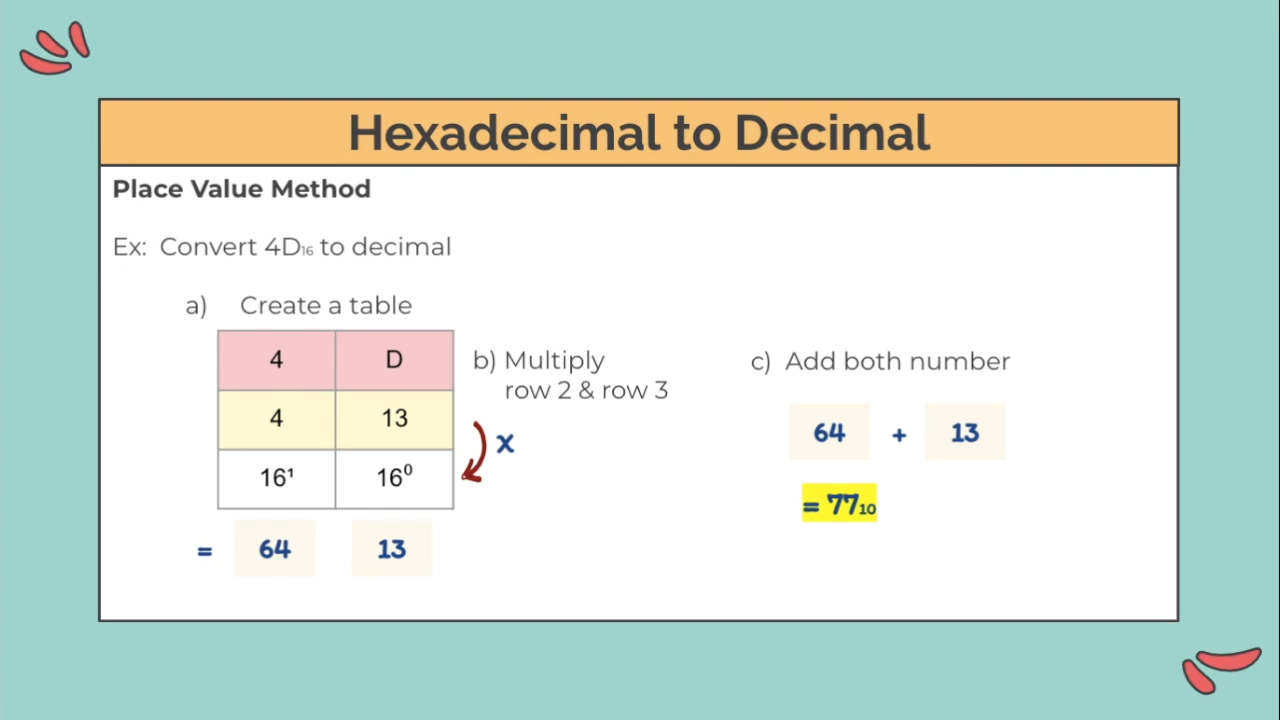 Hexadecimal to Decimal
Place Value Method
Ex: Convert 4D₁₆ to decimal
a) Create a table
4 D
4 13
16¹ 16⁰
= 64 13
b) Multiply
row 2 & row 3
x
c) Add both number
64 + 13
= 77₁₀